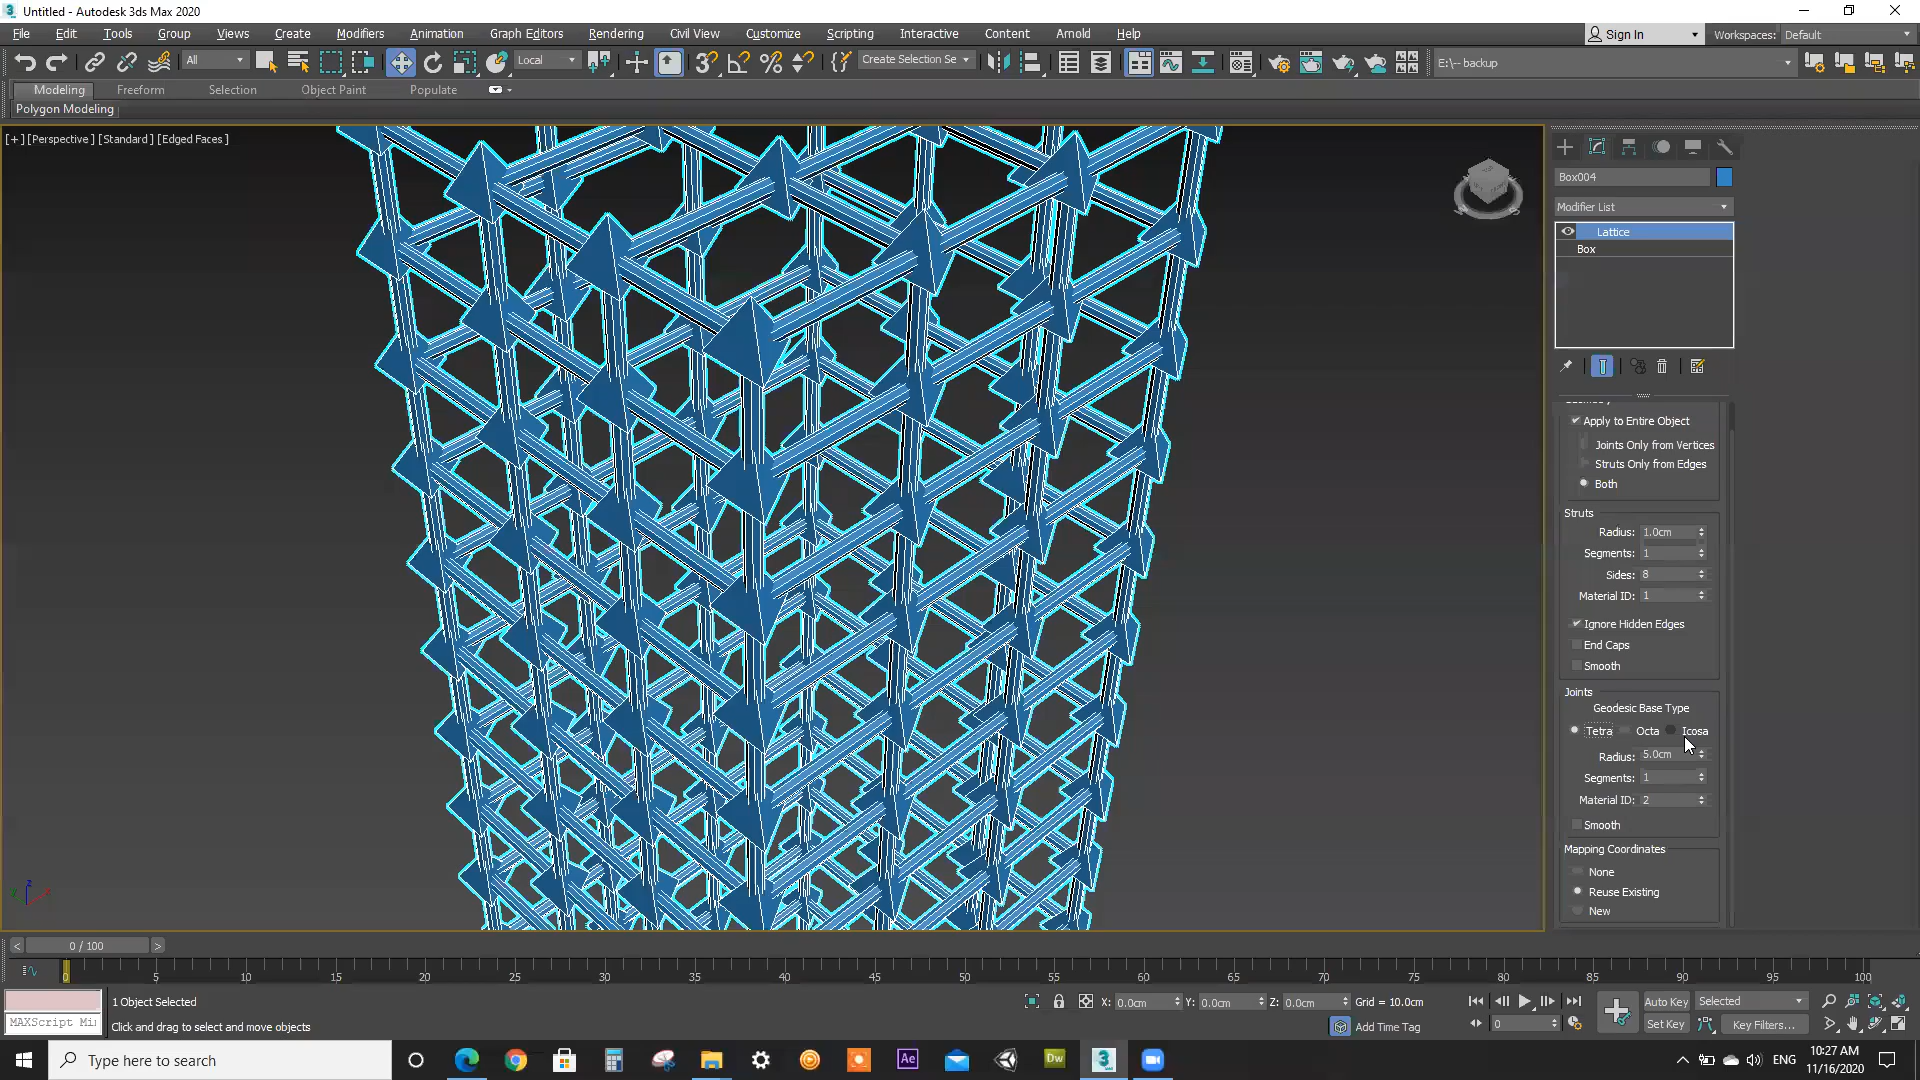 Untitled - Autodesk 3ds Max 2020
File Edit Tools Group Views Create Modifiers Animation Graph Editors Rendering Civil View Customize Scripting Interactive Content Arnold Help
Sign In Workspaces: Default
All Local Create Selection Se E:\-- backup
Modeling Freeform Selection Object Paint Populate
Polygon Modeling
[+] [Perspective] [Standard] [Edged Faces]
Box004
Modifier List
Lattice
Box
Apply to Entire Object
Joints Only from Vertices
Struts Only from Edges
Both
Struts
Radius: 1.0cm
Segments: 1
Sides: 8
Material ID: 1
Ignore Hidden Edges
End Caps
Smooth
Joints
Geodesic Base Type
Tetra Octa Icosa
Radius: 5.0cm
Segments: 1
Material ID: 2
Smooth
Mapping Coordinates
None
Reuse Existing
New
< 0 / 100 >
0 5 10 15 20 25 30 35 40 45 50 55 60 65 70 75 80 85 90 95 100
1 Object Selected X: 0.0cm Y: 0.0cm Z: 0.0cm Grid = 10.0cm Auto Key Selected
MAXScript Mi Click and drag to select and move objects Add Time Tag 0 Set Key Key Filters...
Type here to search Ae Dw 3 ENG 10:27 AM
11/16/2020